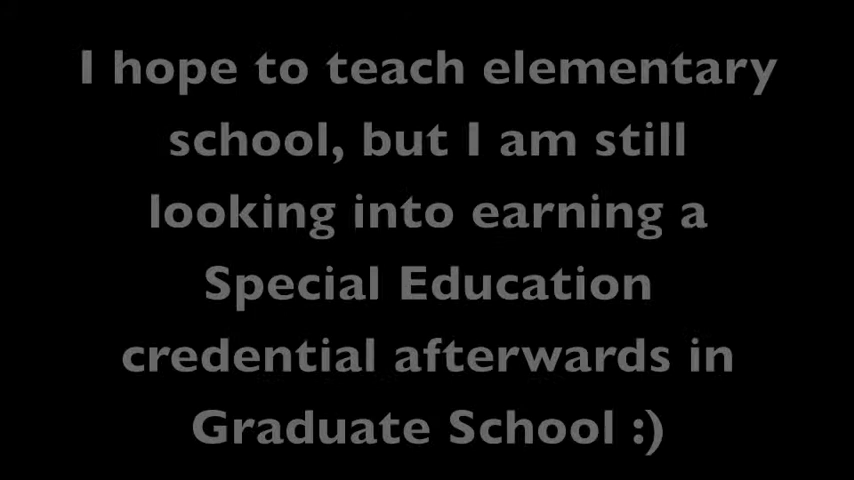 I hope to teach elementary
school, but I am still
looking into earning a
Special Education
credential afterwards in
Graduate School :)